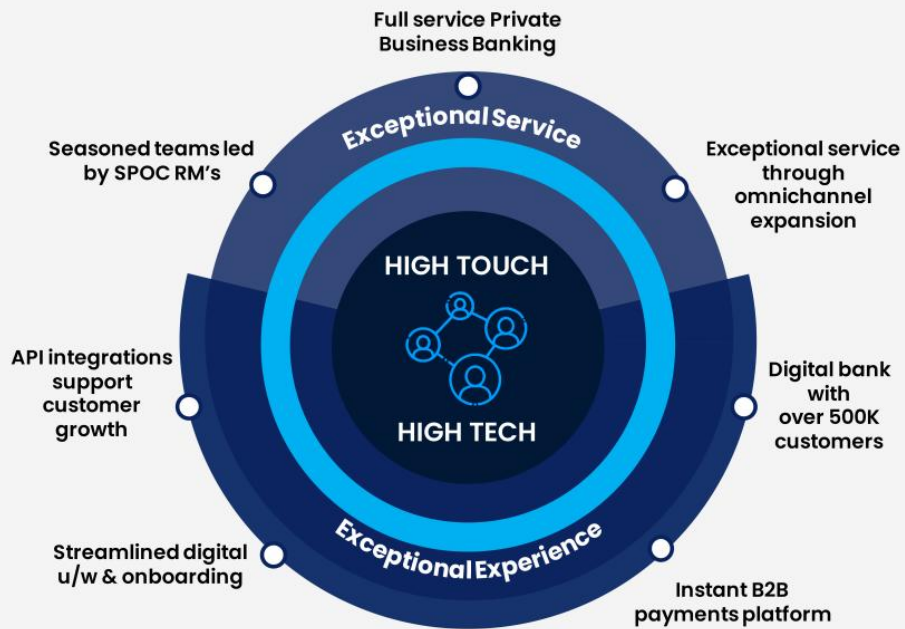 Full service Private
Business Banking
Exceptional Service
Seasoned teams led
by SPOC RM's
Exceptional service
through
omnichannel
expansion
HIGH TOUCH
HIGH TECH
API integrations
support
customer
growth
Digital bank
with
over 500K
customers
Exceptional Experience
Streamlined digital
u/w & onboarding
Instant B2B
payments platform